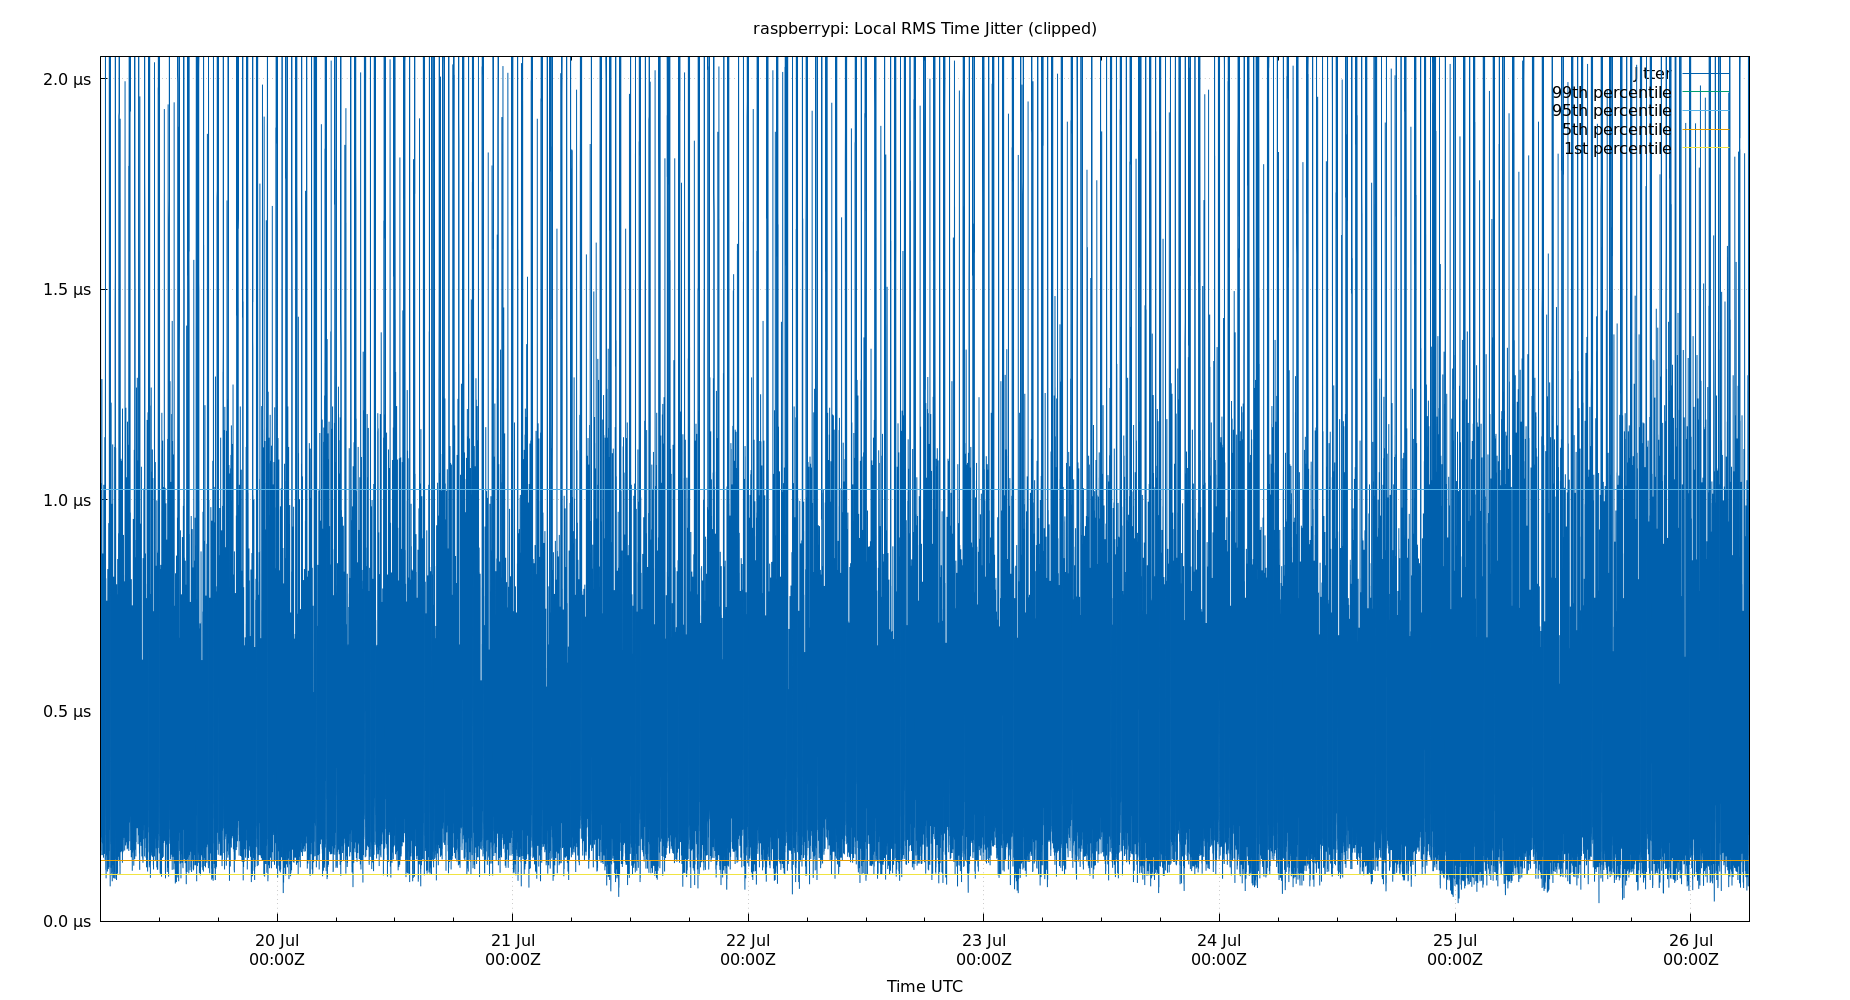 raspberrypi: Local RMS Time Jitter (clipped)
2.0 µs
1.5 µs
1.0 µs
0.5 µs
0.0 µs
jitter
99th percentile
95th percentile
5th percentile
1st percentile
20 Jul
00:00Z
21 Jul
00:00Z
22 Jul
00:00Z
23 Jul
00:00Z
24 Jul
00:00Z
25 Jul
00:00Z
26 Jul
00:00Z
Time UTC